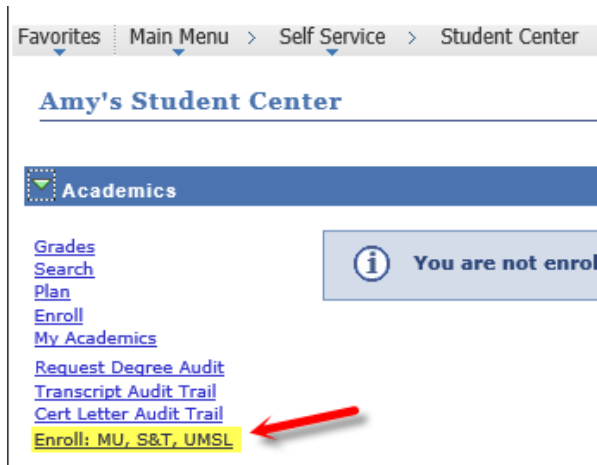 Favorites Main Menu > Self Service > Student Center
Amy's Student Center
Academics
Grades
Search
Plan
Enroll
My Academics
Request Degree Audit
Transcript Audit Trail
Cert Letter Audit Trail
Enroll: MU, S&T, UMSL
You are not enrol